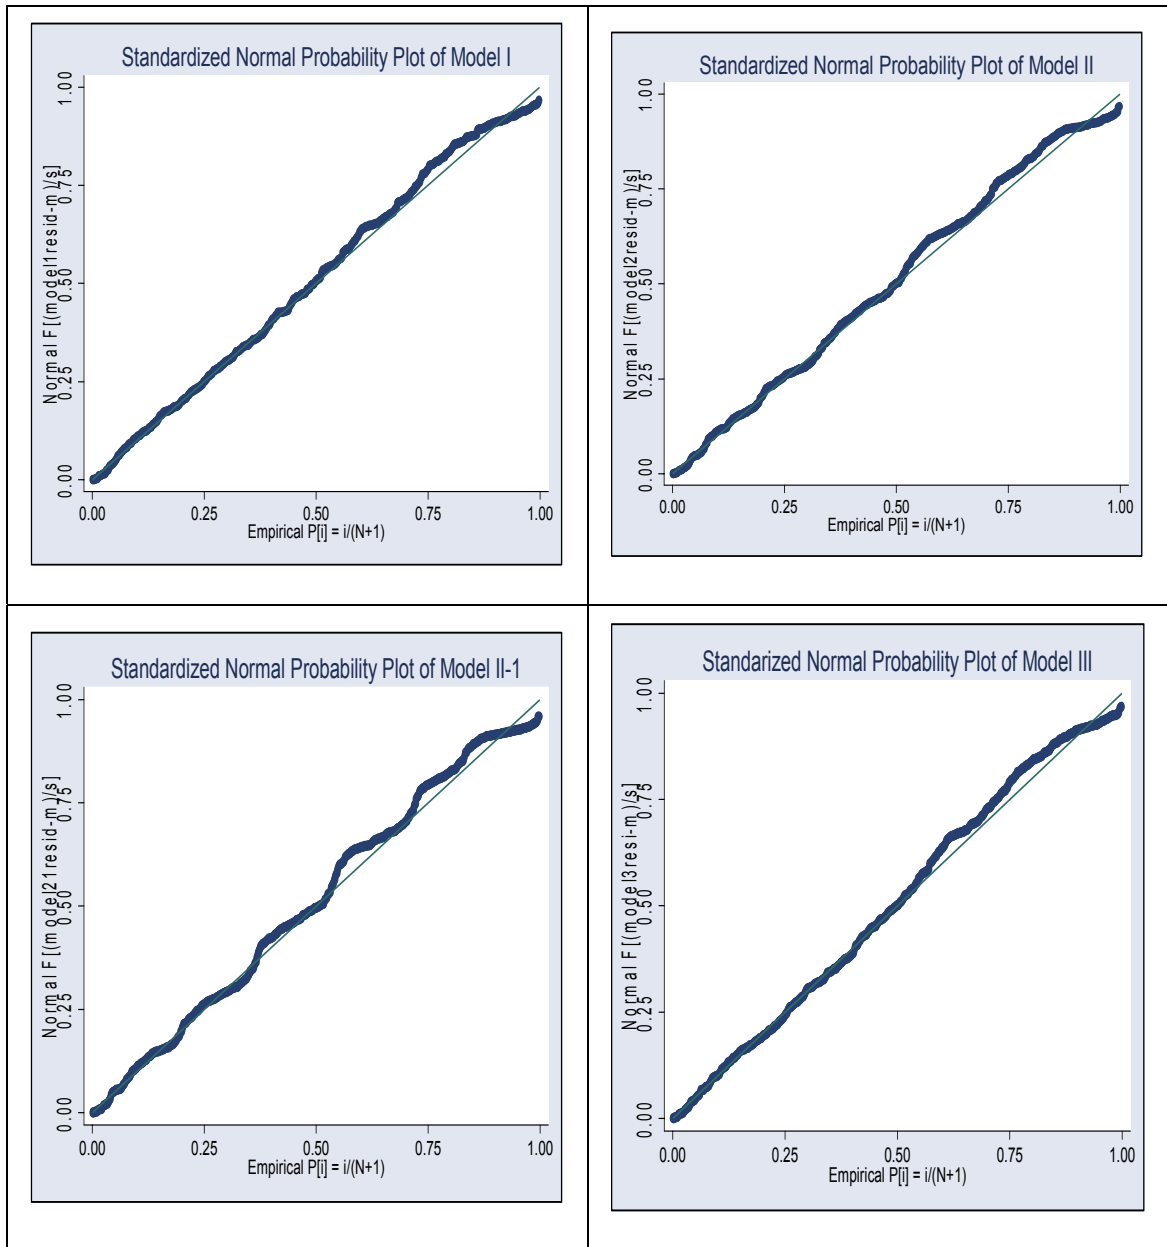 Standardized Normal Probability Plot of Model I
Normal F[(model1resid-m)/s]
1.00
0.75
0.50
0.25
0.00
0.00 0.25 0.50 0.75 1.00
Empirical P[i] = i/(N+1)
Standardized Normal Probability Plot of Model II
Normal F[(model2resid-m)/s]
1.00
0.75
0.50
0.25
0.00
0.00 0.25 0.50 0.75 1.00
Empirical P[i] = i/(N+1)
Standardized Normal Probability Plot of Model II-1
Normal F[(model21resid-m)/s]
1.00
0.75
0.50
0.25
0.00
0.00 0.25 0.50 0.75 1.00
Empirical P[i] = i/(N+1)
Standarized Normal Probability Plot of Model III
Normal F[(model3resi-m)/s]
1.00
0.75
0.50
0.25
0.00
0.00 0.25 0.50 0.75 1.00
Empirical P[i] = i/(N+1)